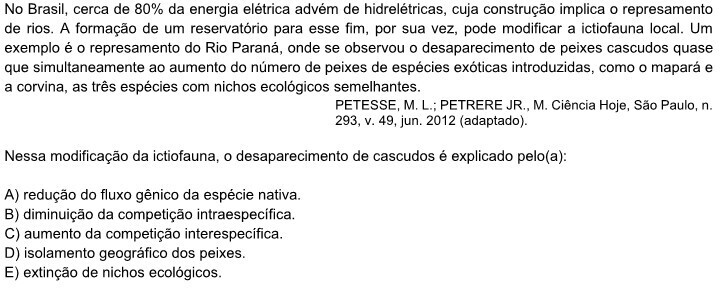 No Brasil, cerca de 80% da energia elétrica advém de hidrelétricas, cuja construção implica o represamento
de rios. A formação de um reservatório para esse fim, por sua vez, pode modificar a ictiofauna local. Um
exemplo é o represamento do Rio Paraná, onde se observou o desaparecimento de peixes cascudos quase
que simultaneamente ao aumento do número de peixes de espécies exóticas introduzidas, como o mapará e
a corvina, as três espécies com nichos ecológicos semelhantes.
PETESSE, M. L.; PETRERE JR., M. Ciência Hoje, São Paulo, n.
293, v. 49, jun. 2012 (adaptado).
Nessa modificação da ictiofauna, o desaparecimento de cascudos é explicado pelo(a):
A) redução do fluxo gênico da espécie nativa.
B) diminuição da competição intraespecífica.
C) aumento da competição interespecífica.
D) isolamento geográfico dos peixes.
E) extinção de nichos ecológicos.